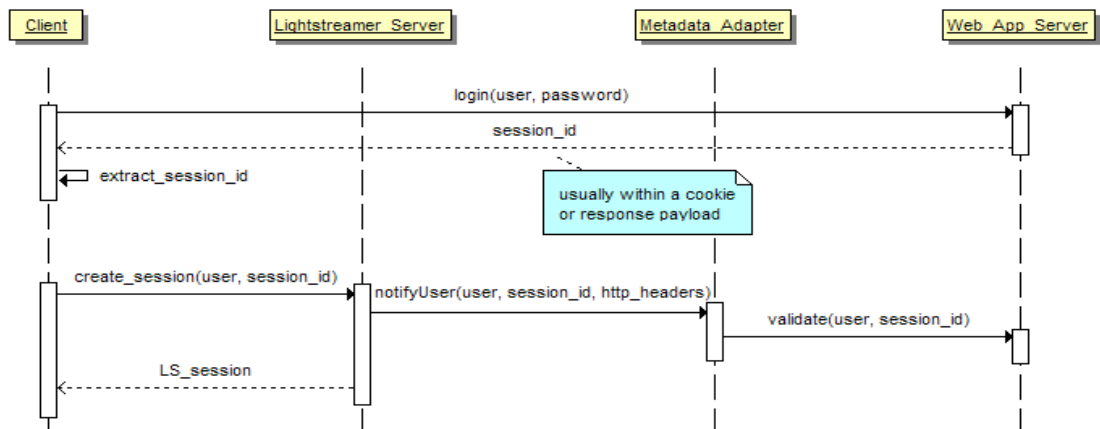 Client
Lightstreamer_Server
Metadata_Adapter
Web_App_Server
login(user, password)
session_id
extract_session_id
usually within a cookie
or response payload
create_session(user, session_id)
notifyUser(user, session_id, http_headers)
validate(user, session_id)
LS_session